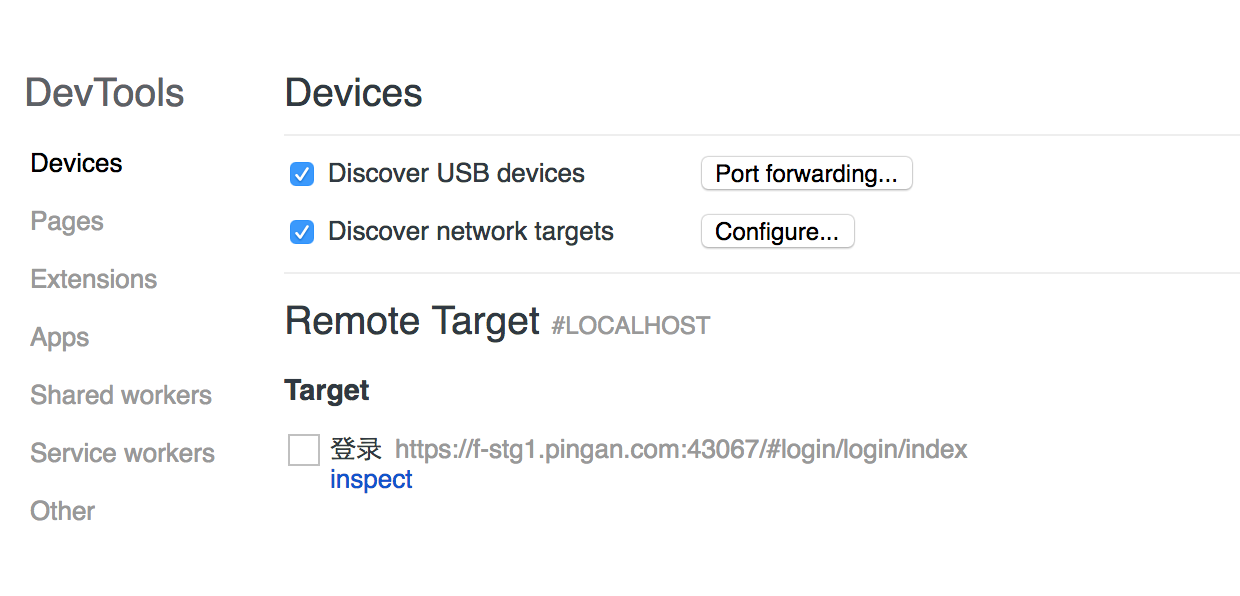 DevTools
Devices
Pages
Extensions
Apps
Shared workers
Service workers
Other
Devices
Discover USB devices
Port forwarding...
Discover network targets
Configure...
Remote Target #LOCALHOST
Target
登录 https://f-stg1.pingan.com:43067/#login/login/index
inspect